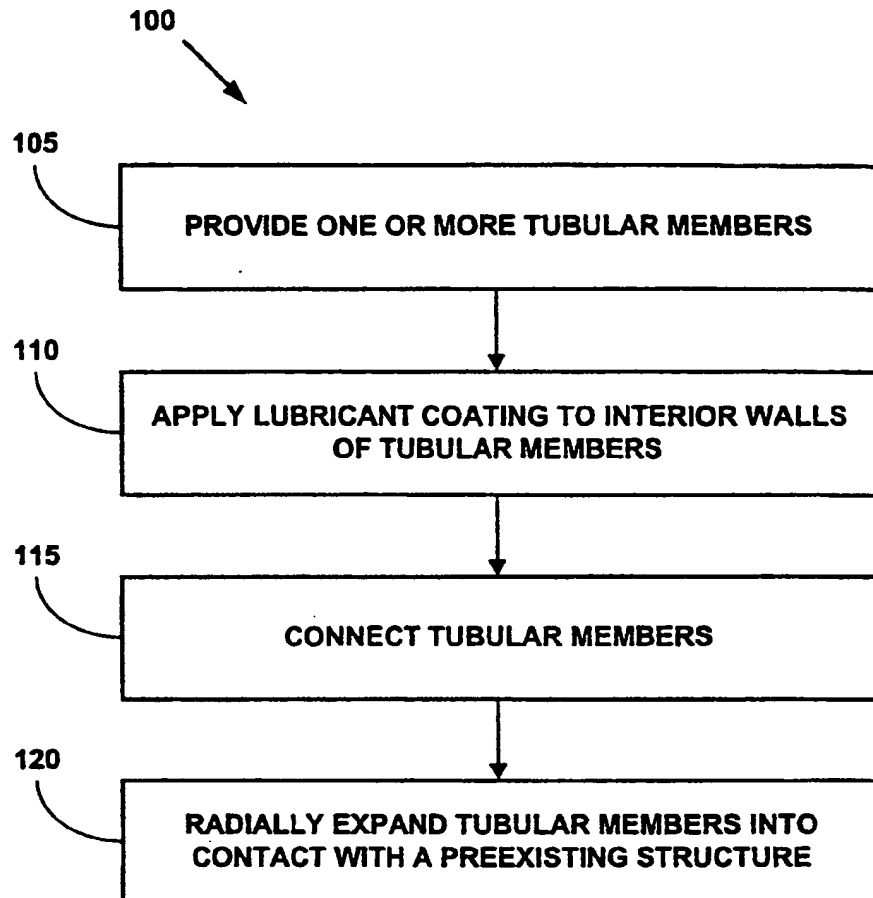 100
105
PROVIDE ONE OR MORE TUBULAR MEMBERS
110
APPLY LUBRICANT COATING TO INTERIOR WALLS
OF TUBULAR MEMBERS
115
CONNECT TUBULAR MEMBERS
120
RADIALLY EXPAND TUBULAR MEMBERS INTO
CONTACT WITH A PREEXISTING STRUCTURE